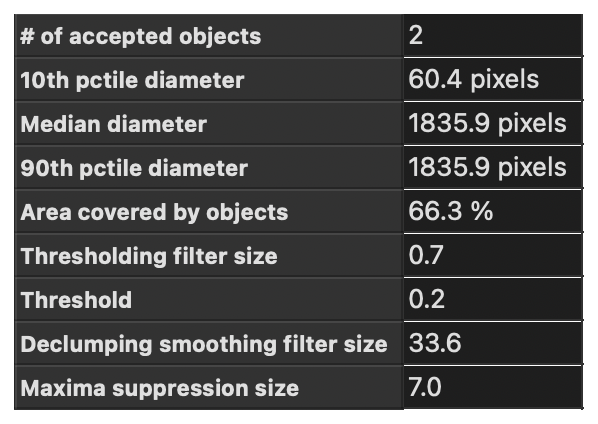 # of accepted objects 2
10th pctile diameter 60.4 pixels
Median diameter 1835.9 pixels
90th pctile diameter 1835.9 pixels
Area covered by objects 66.3 %
Thresholding filter size 0.7
Threshold 0.2
Declumping smoothing filter size 33.6
Maxima suppression size 7.0